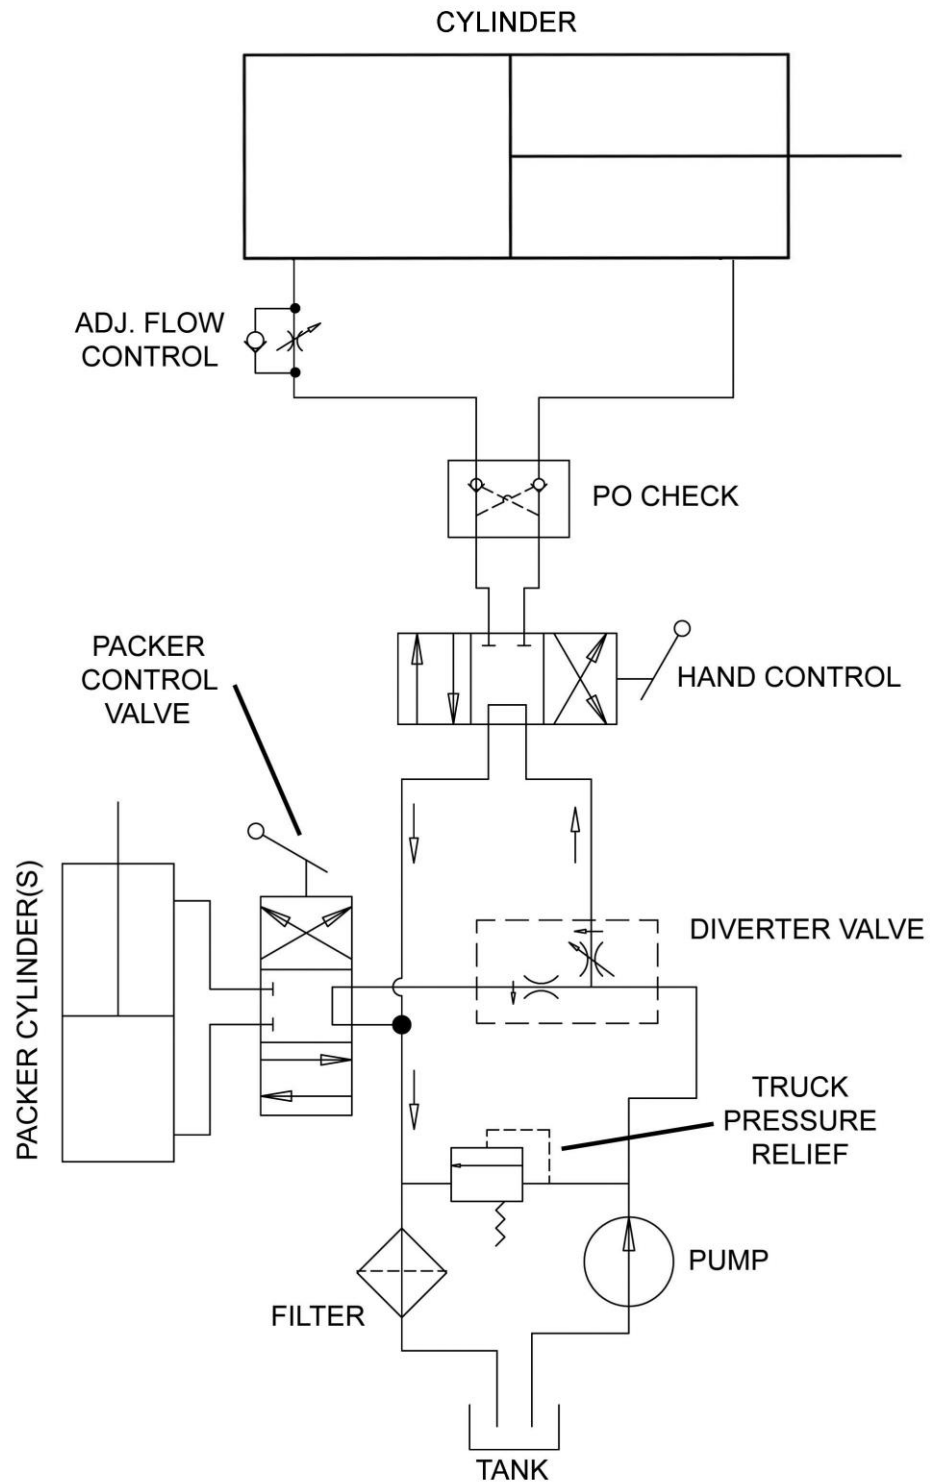 CYLINDER
ADJ. FLOW
CONTROL
PO CHECK
PACKER
CONTROL
VALVE
HAND CONTROL
PACKER CYLINDER(S)
DIVERTER VALVE
TRUCK
PRESSURE
RELIEF
PUMP
FILTER
TANK